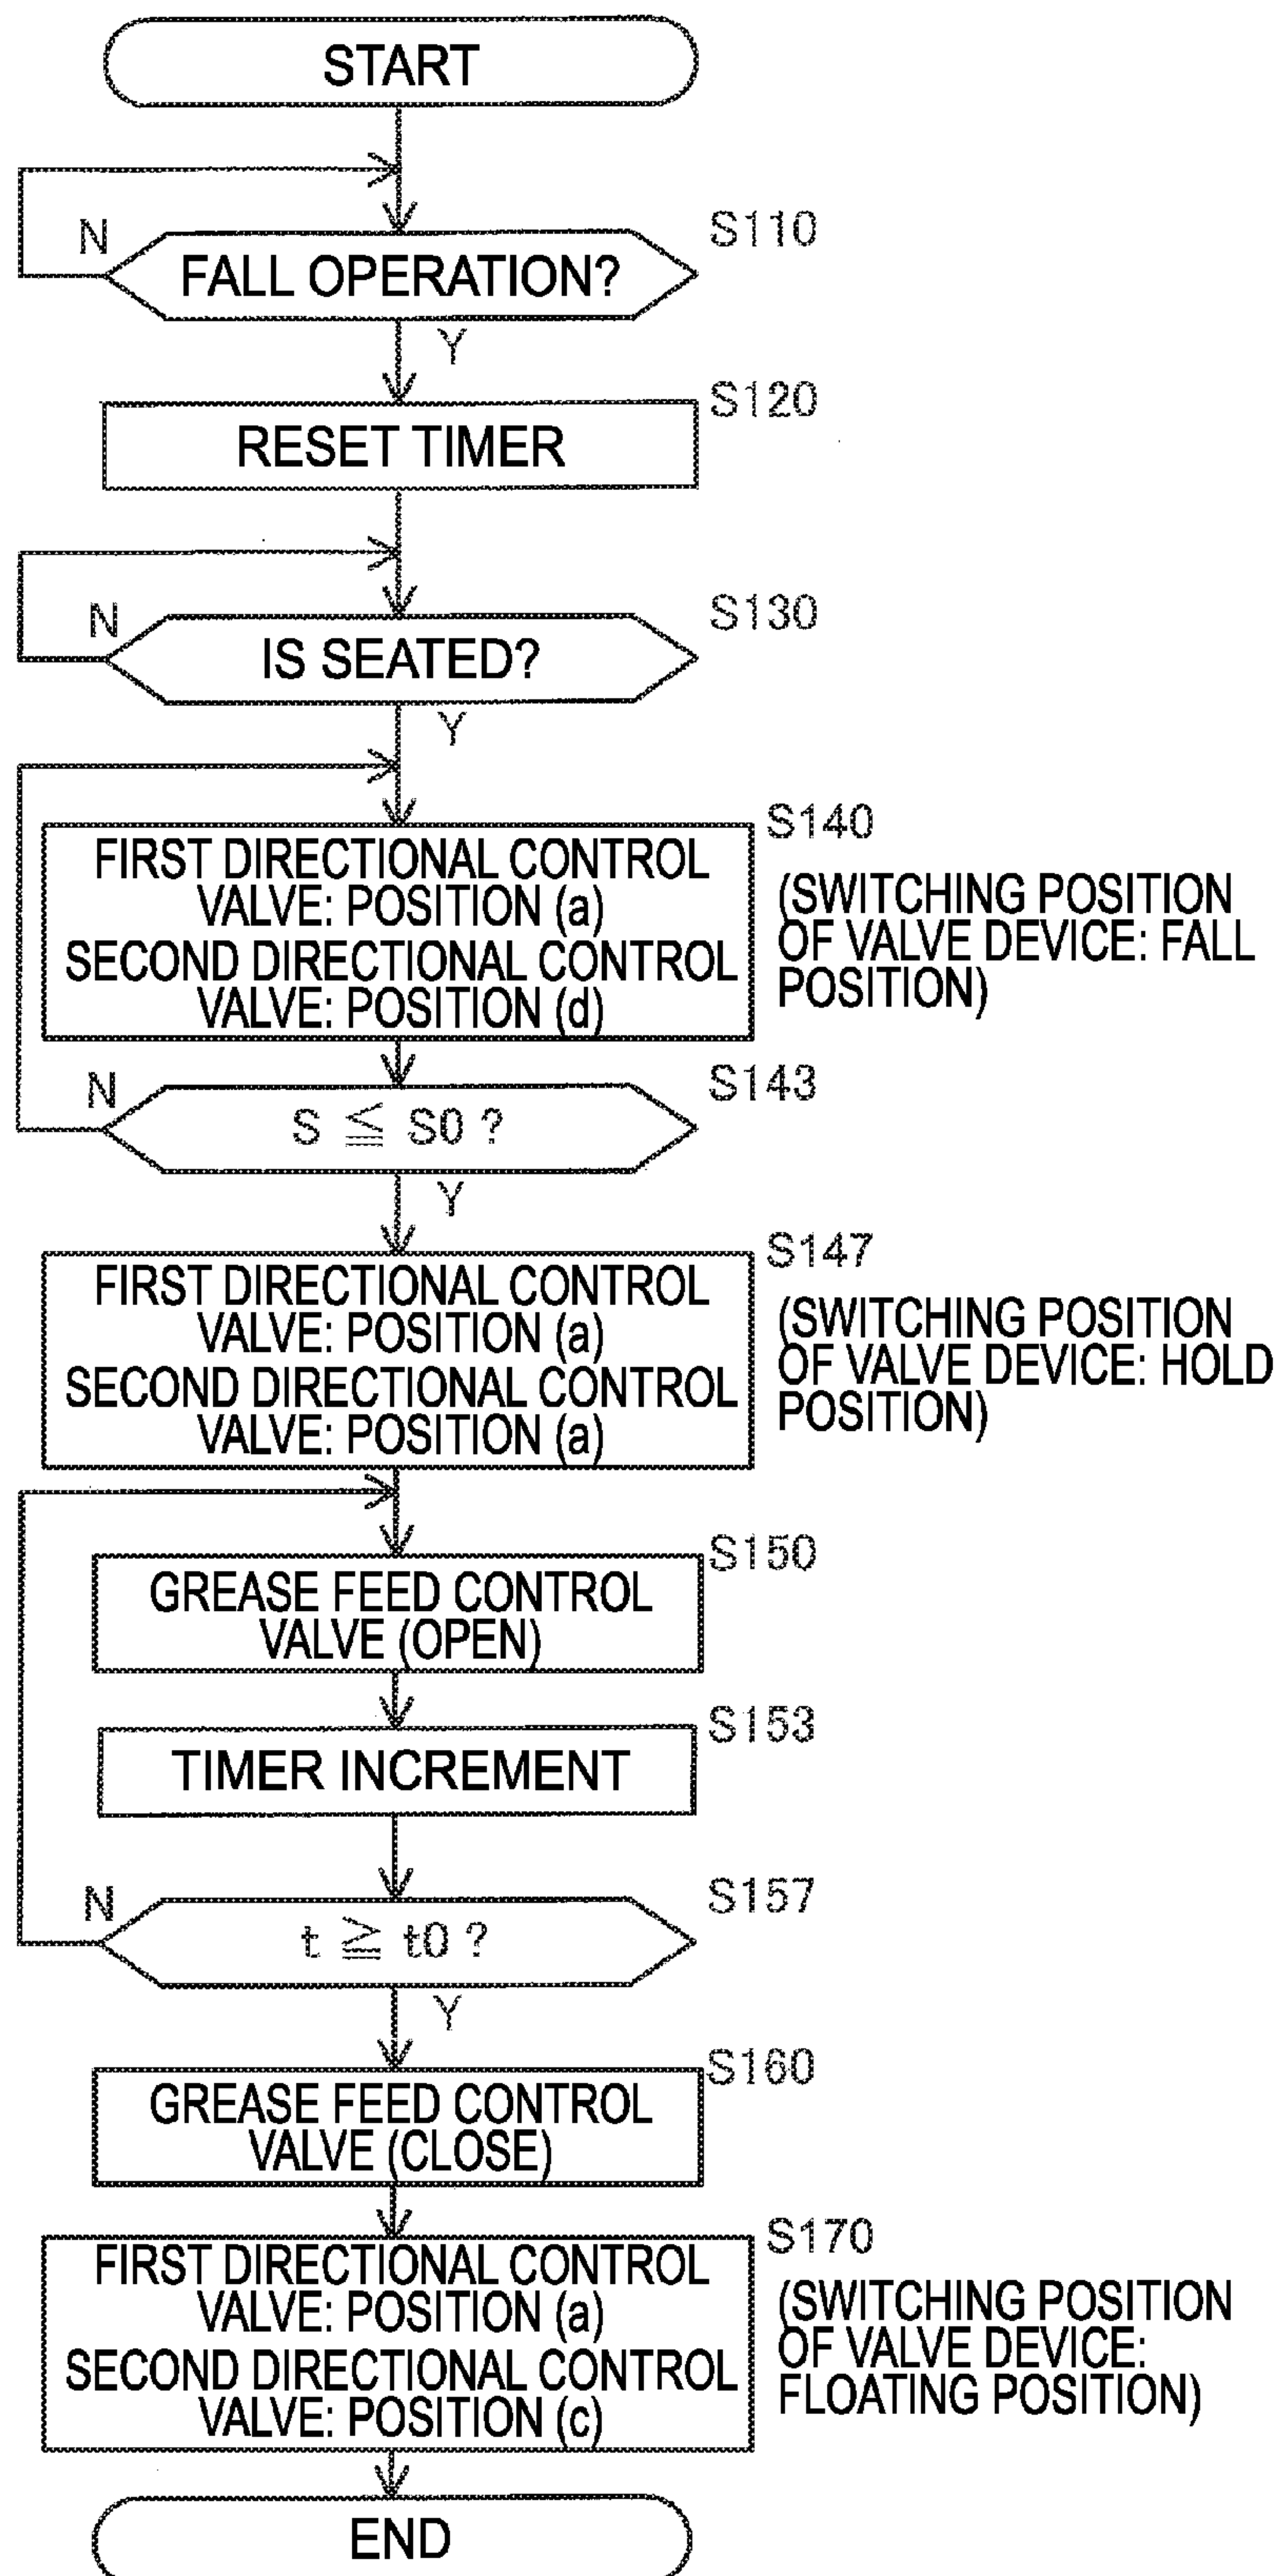 START
N
S110
FALL OPERATION?
Y
S120
RESET TIMER
N
S130
IS SEATED?
Y
S140
FIRST DIRECTIONAL CONTROL
VALVE: POSITION (a)
SECOND DIRECTIONAL CONTROL
VALVE: POSITION (d)
(SWITCHING POSITION
OF VALVE DEVICE: FALL
POSITION)
N
S143
S ≦ S0 ?
Y
S147
FIRST DIRECTIONAL CONTROL
VALVE: POSITION (a)
SECOND DIRECTIONAL CONTROL
VALVE: POSITION (a)
(SWITCHING POSITION
OF VALVE DEVICE: HOLD
POSITION)
S150
GREASE FEED CONTROL
VALVE (OPEN)
S153
TIMER INCREMENT
N
S157
t ≧ t0 ?
Y
S160
GREASE FEED CONTROL
VALVE (CLOSE)
S170
FIRST DIRECTIONAL CONTROL
VALVE: POSITION (a)
SECOND DIRECTIONAL CONTROL
VALVE: POSITION (c)
(SWITCHING POSITION
OF VALVE DEVICE:
FLOATING POSITION)
END